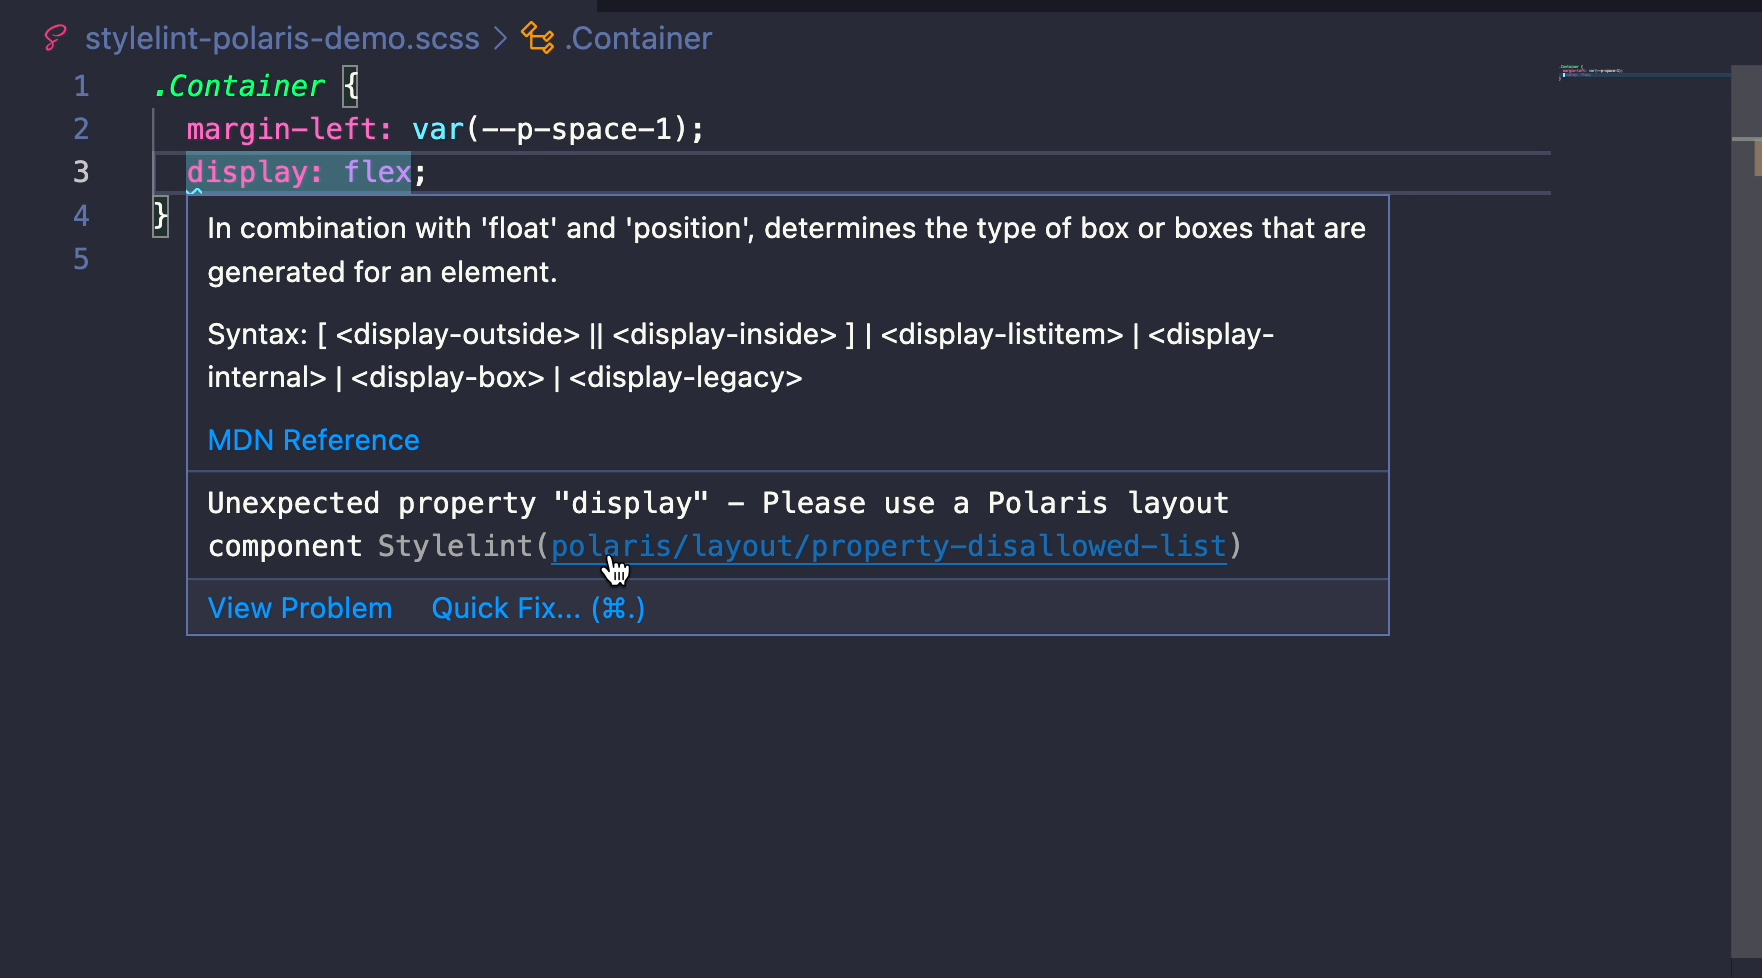 stylelint-polaris-demo.scss > .Container
1 .Container {
2 margin-left: var(--p-space-1);
3 display: flex;
4 }
5
In combination with 'float' and 'position', determines the type of box or boxes that are
generated for an element.
Syntax: [ <display-outside> || <display-inside> ] | <display-listitem> | <display-
internal> | <display-box> | <display-legacy>
MDN Reference
Unexpected property "display" - Please use a Polaris layout
component Stylelint(polaris/layout/property-disallowed-list)
View Problem Quick Fix... (⌘.)